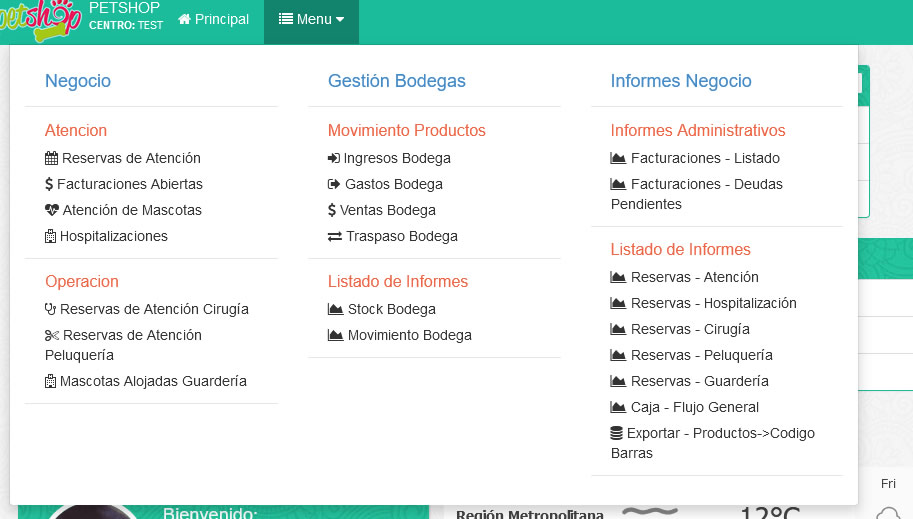 petshop
PETSHOP
CENTRO: TEST
Principal
Menu
Negocio
Atencion
Reservas de Atención
Facturaciones Abiertas
Atención de Mascotas
Hospitalizaciones
Operacion
Reservas de Atención Cirugía
Reservas de Atención
Peluquería
Mascotas Alojadas Guardería
Gestión Bodegas
Movimiento Productos
Ingresos Bodega
Gastos Bodega
Ventas Bodega
Traspaso Bodega
Listado de Informes
Stock Bodega
Movimiento Bodega
Informes Negocio
Informes Administrativos
Facturaciones - Listado
Facturaciones - Deudas
Pendientes
Listado de Informes
Reservas - Atención
Reservas - Hospitalización
Reservas - Cirugía
Reservas - Peluquería
Reservas - Guardería
Caja - Flujo General
Exportar - Productos->Codigo
Barras
Bienvenido:
Región Metropolitana
12°C
Fri